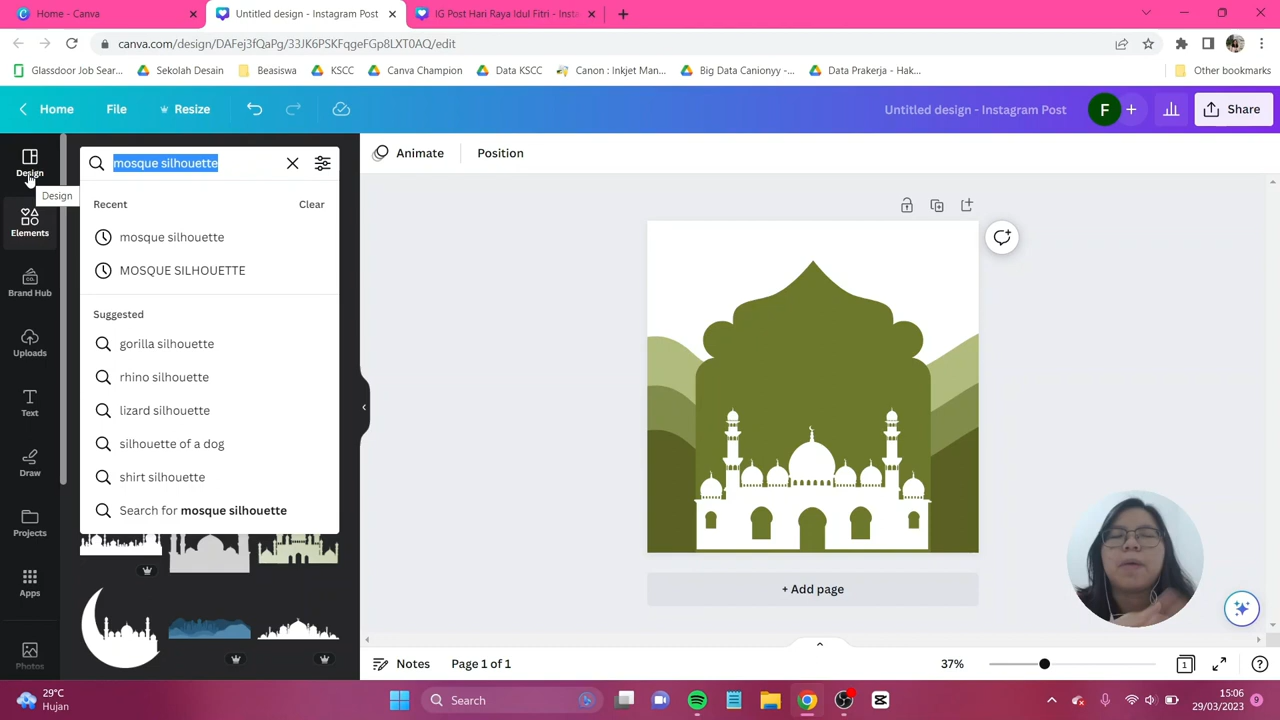 Home - Canva
Untitled design - Instagram Post
IG Post Hari Raya Idul Fitri - Insta
canva.com/design/DAFej3fQaPg/33JK6PSKFqgeFGp8LXT0AQ/edit
Glassdoor Job Sear...
Sekolah Desain
Beasiswa
KSCC
Canva Champion
Data KSCC
Canon : Inkjet Man...
Big Data Canionyy -...
Data Prakerja - Hak...
Other bookmarks
Home
File
Resize
Untitled design - Instagram Post
F
Share
Design
Design
Elements
Brand Hub
Uploads
Text
Draw
Projects
Apps
Photos
mosque silhouette
Recent
Clear
mosque silhouette
MOSQUE SILHOUETTE
Suggested
gorilla silhouette
rhino silhouette
lizard silhouette
silhouette of a dog
shirt silhouette
Search for mosque silhouette
Animate
Position
+ Add page
Notes
Page 1 of 1
37%
1
29°C
Hujan
Search
15:06
29/03/2023